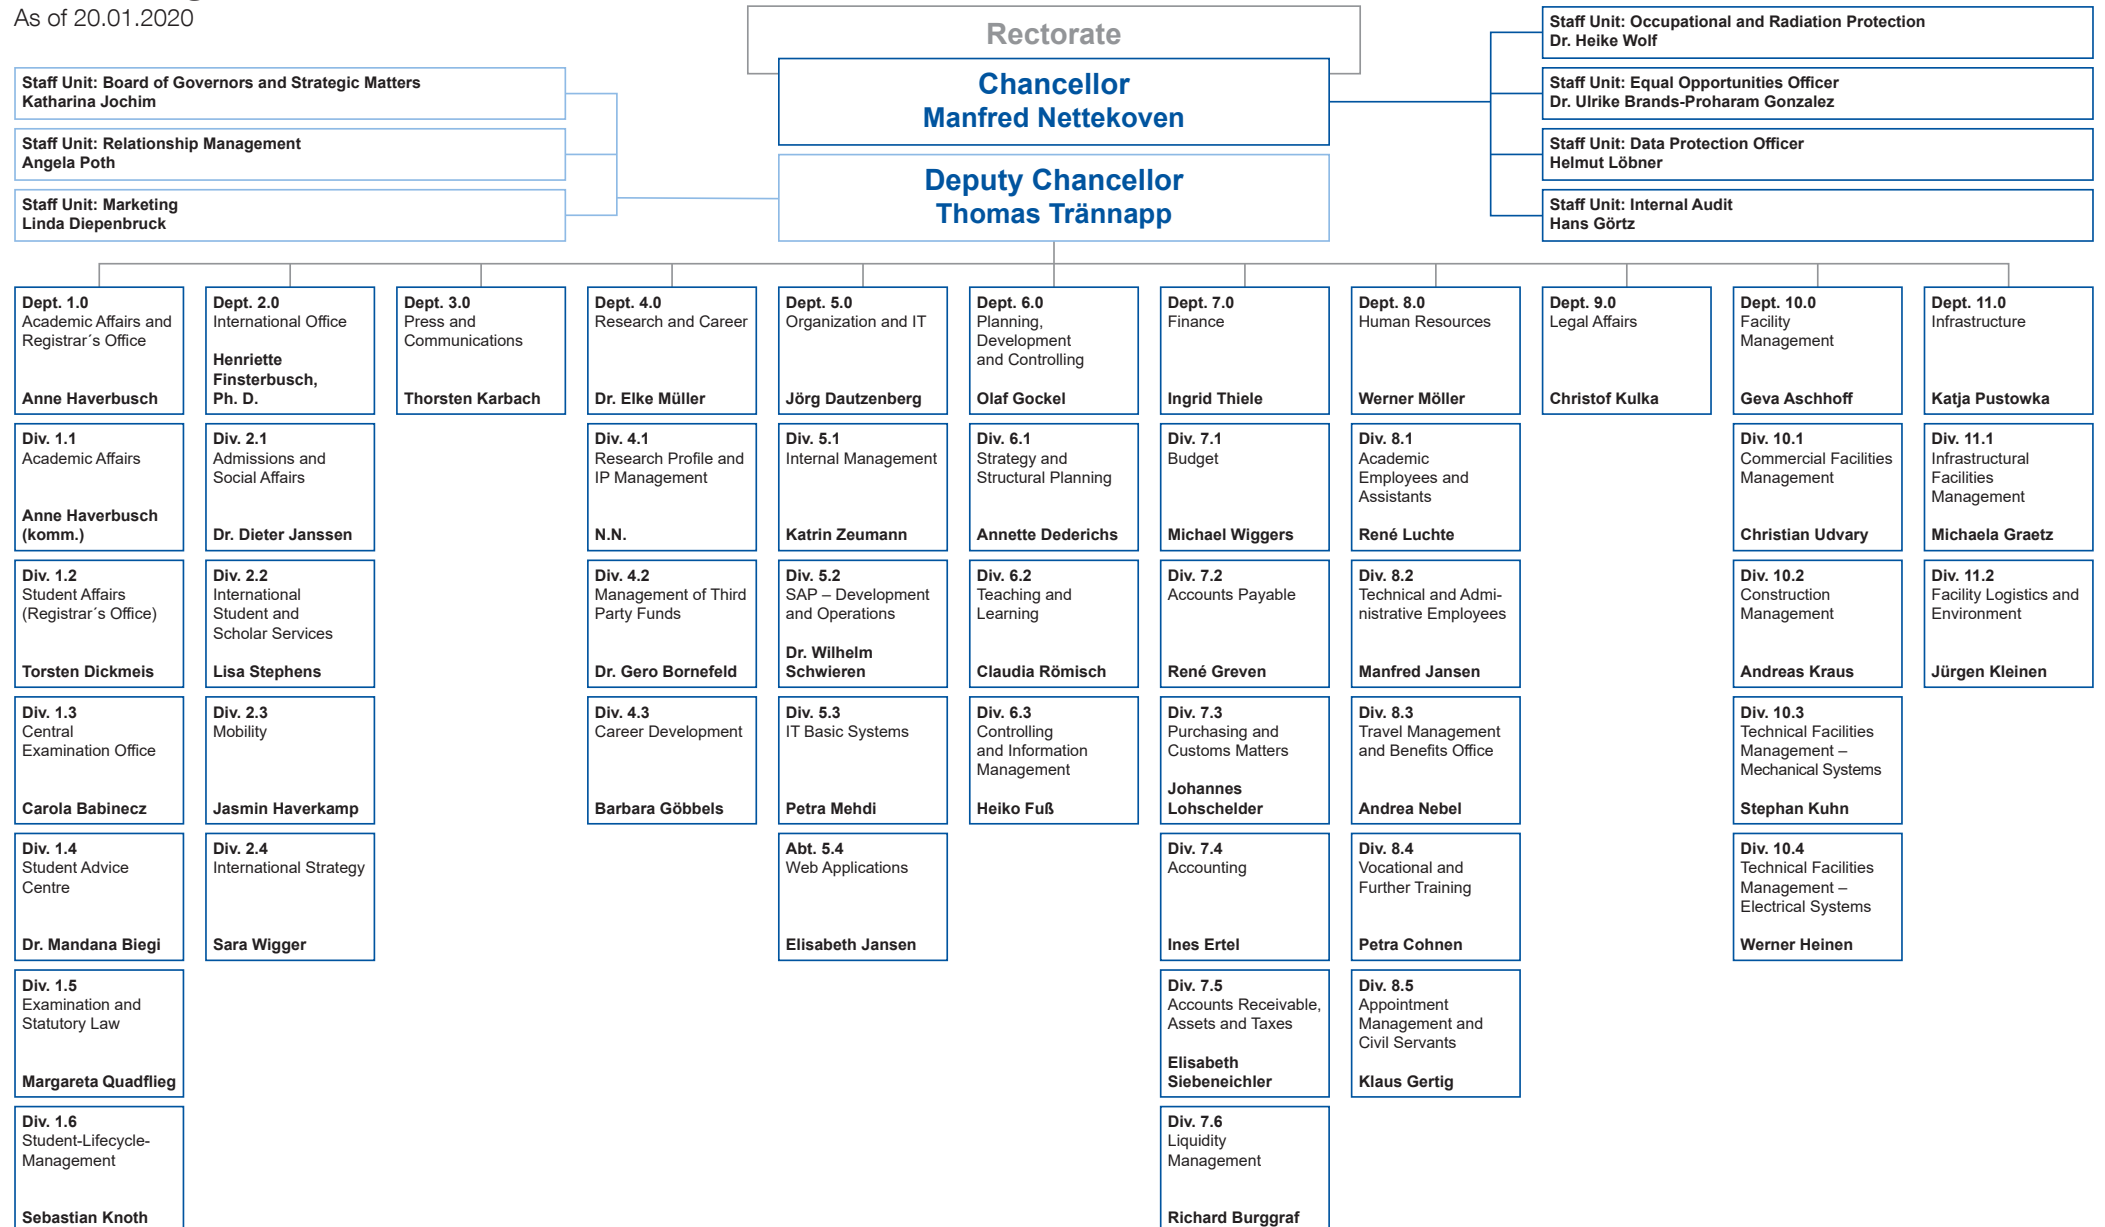 As of 20.01.2020
Rectorate
Chancellor
Manfred Nettekoven
Deputy Chancellor
Thomas Trännapp
Staff Unit: Board of Governors and Strategic Matters
Katharina Jochim
Staff Unit: Relationship Management
Angela Poth
Staff Unit: Marketing
Linda Diepenbruck
Staff Unit: Occupational and Radiation Protection
Dr. Heike Wolf
Staff Unit: Equal Opportunities Officer
Dr. Ulrike Brands-Proharam Gonzalez
Staff Unit: Data Protection Officer
Helmut Löbner
Staff Unit: Internal Audit
Hans Görtz
Dept. 1.0
Academic Affairs and
Registrar´s Office
Anne Haverbusch
Div. 1.1
Academic Affairs
Anne Haverbusch
(komm.)
Div. 1.2
Student Affairs
(Registrar´s Office)
Torsten Dickmeis
Div. 1.3
Central
Examination Office
Carola Babinecz
Div. 1.4
Student Advice
Centre
Dr. Mandana Biegi
Div. 1.5
Examination and
Statutory Law
Margareta Quadflieg
Div. 1.6
Student-Lifecycle-
Management
Sebastian Knoth
Dept. 2.0
International Office
Henriette
Finsterbusch,
Ph. D.
Div. 2.1
Admissions and
Social Affairs
Dr. Dieter Janssen
Div. 2.2
International
Student and
Scholar Services
Lisa Stephens
Div. 2.3
Mobility
Jasmin Haverkamp
Div. 2.4
International Strategy
Sara Wigger
Dept. 3.0
Press and
Communications
Thorsten Karbach
Dept. 4.0
Research and Career
Dr. Elke Müller
Div. 4.1
Research Profile and
IP Management
N.N.
Div. 4.2
Management of Third
Party Funds
Dr. Gero Bornefeld
Div. 4.3
Career Development
Barbara Göbbels
Dept. 5.0
Organization and IT
Jörg Dautzenberg
Div. 5.1
Internal Management
Katrin Zeumann
Div. 5.2
SAP – Development
and Operations
Dr. Wilhelm
Schwieren
Div. 5.3
IT Basic Systems
Petra Mehdi
Abt. 5.4
Web Applications
Elisabeth Jansen
Dept. 6.0
Planning,
Development
and Controlling
Olaf Gockel
Div. 6.1
Strategy and
Structural Planning
Annette Dederichs
Div. 6.2
Teaching and
Learning
Claudia Römisch
Div. 6.3
Controlling
and Information
Management
Heiko Fuß
Dept. 7.0
Finance
Ingrid Thiele
Div. 7.1
Budget
Michael Wiggers
Div. 7.2
Accounts Payable
René Greven
Div. 7.3
Purchasing and
Customs Matters
Johannes
Lohschelder
Div. 7.4
Accounting
Ines Ertel
Div. 7.5
Accounts Receivable,
Assets and Taxes
Elisabeth
Siebeneichler
Div. 7.6
Liquidity
Management
Richard Burggraf
Dept. 8.0
Human Resources
Werner Möller
Div. 8.1
Academic
Employees and
Assistants
René Luchte
Div. 8.2
Technical and Admi-
nistrative Employees
Manfred Jansen
Div. 8.3
Travel Management
and Benefits Office
Andrea Nebel
Div. 8.4
Vocational and
Further Training
Petra Cohnen
Div. 8.5
Appointment
Management and
Civil Servants
Klaus Gertig
Dept. 9.0
Legal Affairs
Christof Kulka
Dept. 10.0
Facility
Management
Geva Aschhoff
Div. 10.1
Commercial Facilities
Management
Christian Udvary
Div. 10.2
Construction
Management
Andreas Kraus
Div. 10.3
Technical Facilities
Management –
Mechanical Systems
Stephan Kuhn
Div. 10.4
Technical Facilities
Management –
Electrical Systems
Werner Heinen
Dept. 11.0
Infrastructure
Katja Pustowka
Div. 11.1
Infrastructural
Facilities
Management
Michaela Graetz
Div. 11.2
Facility Logistics and
Environment
Jürgen Kleinen